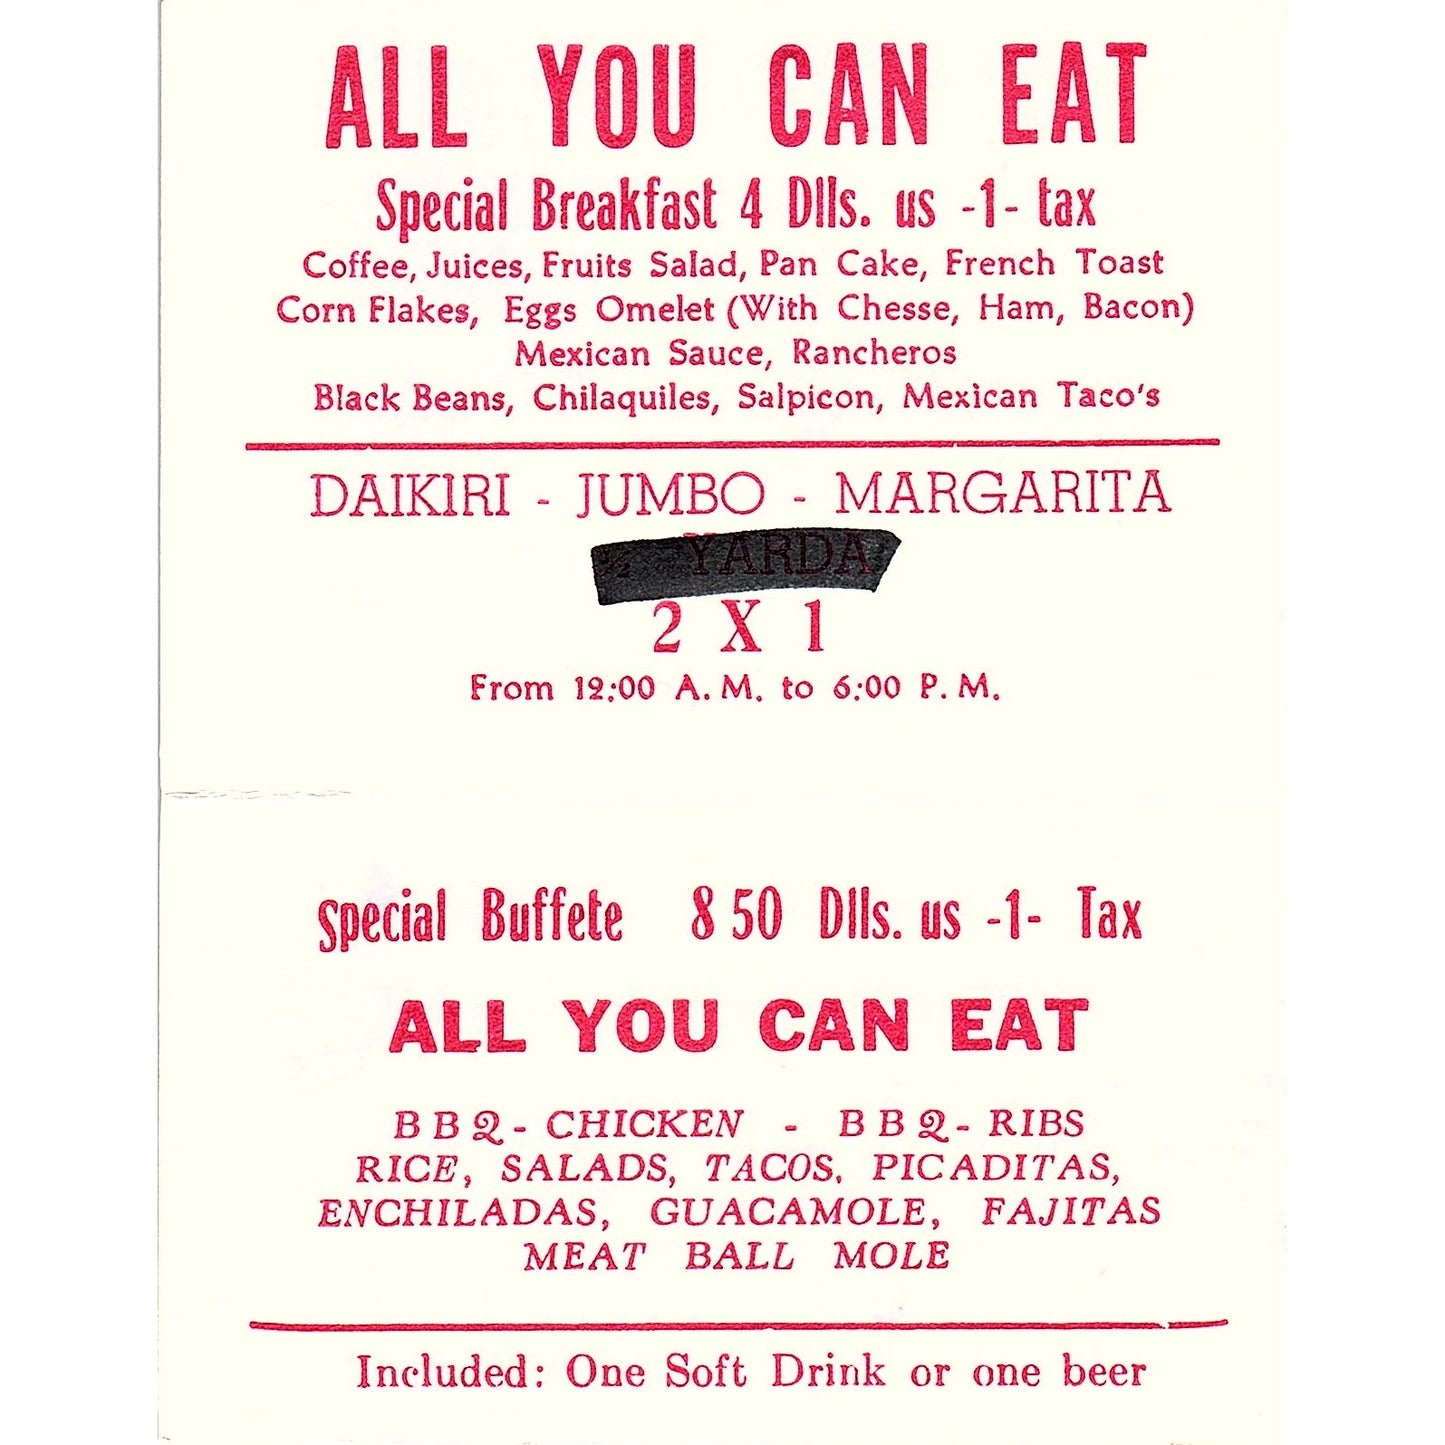 ALL YOU CAN EAT
Special Breakfast 4 Dlls. us -1- tax
Coffee, Juices, Fruits Salad, Pan Cake, French Toast
Corn Flakes, Eggs Omelet (With Chesse, Ham, Bacon)
Mexican Sauce, Rancheros
Black Beans, Chilaquiles, Salpicon, Mexican Taco's
DAIKIRI - JUMBO - MARGARITA
½ YARDA
2 X 1
From 12:00 A. M. to 6:00 P. M.
Special Buffete 8 50 Dlls. us -1- Tax
ALL YOU CAN EAT
B B Q - CHICKEN - B B Q - RIBS
RICE, SALADS, TACOS, PICADITAS,
ENCHILADAS, GUACAMOLE, FAJITAS
MEAT BALL MOLE
Included: One Soft Drink or one beer